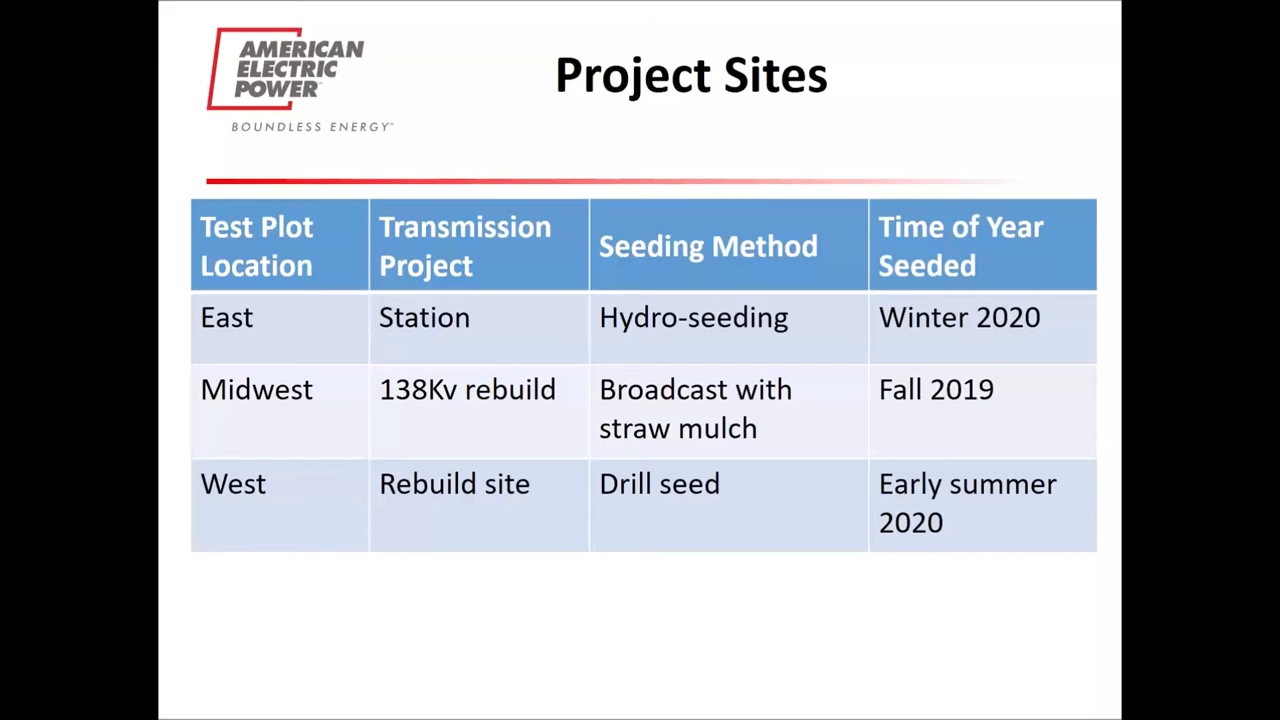 AMERICAN
ELECTRIC
POWER
BOUNDLESS ENERGY™
Project Sites
Test Plot Location
Transmission Project
Seeding Method
Time of Year Seeded
East
Station
Hydro-seeding
Winter 2020
Midwest
138Kv rebuild
Broadcast with
straw mulch
Fall 2019
West
Rebuild site
Drill seed
Early summer
2020